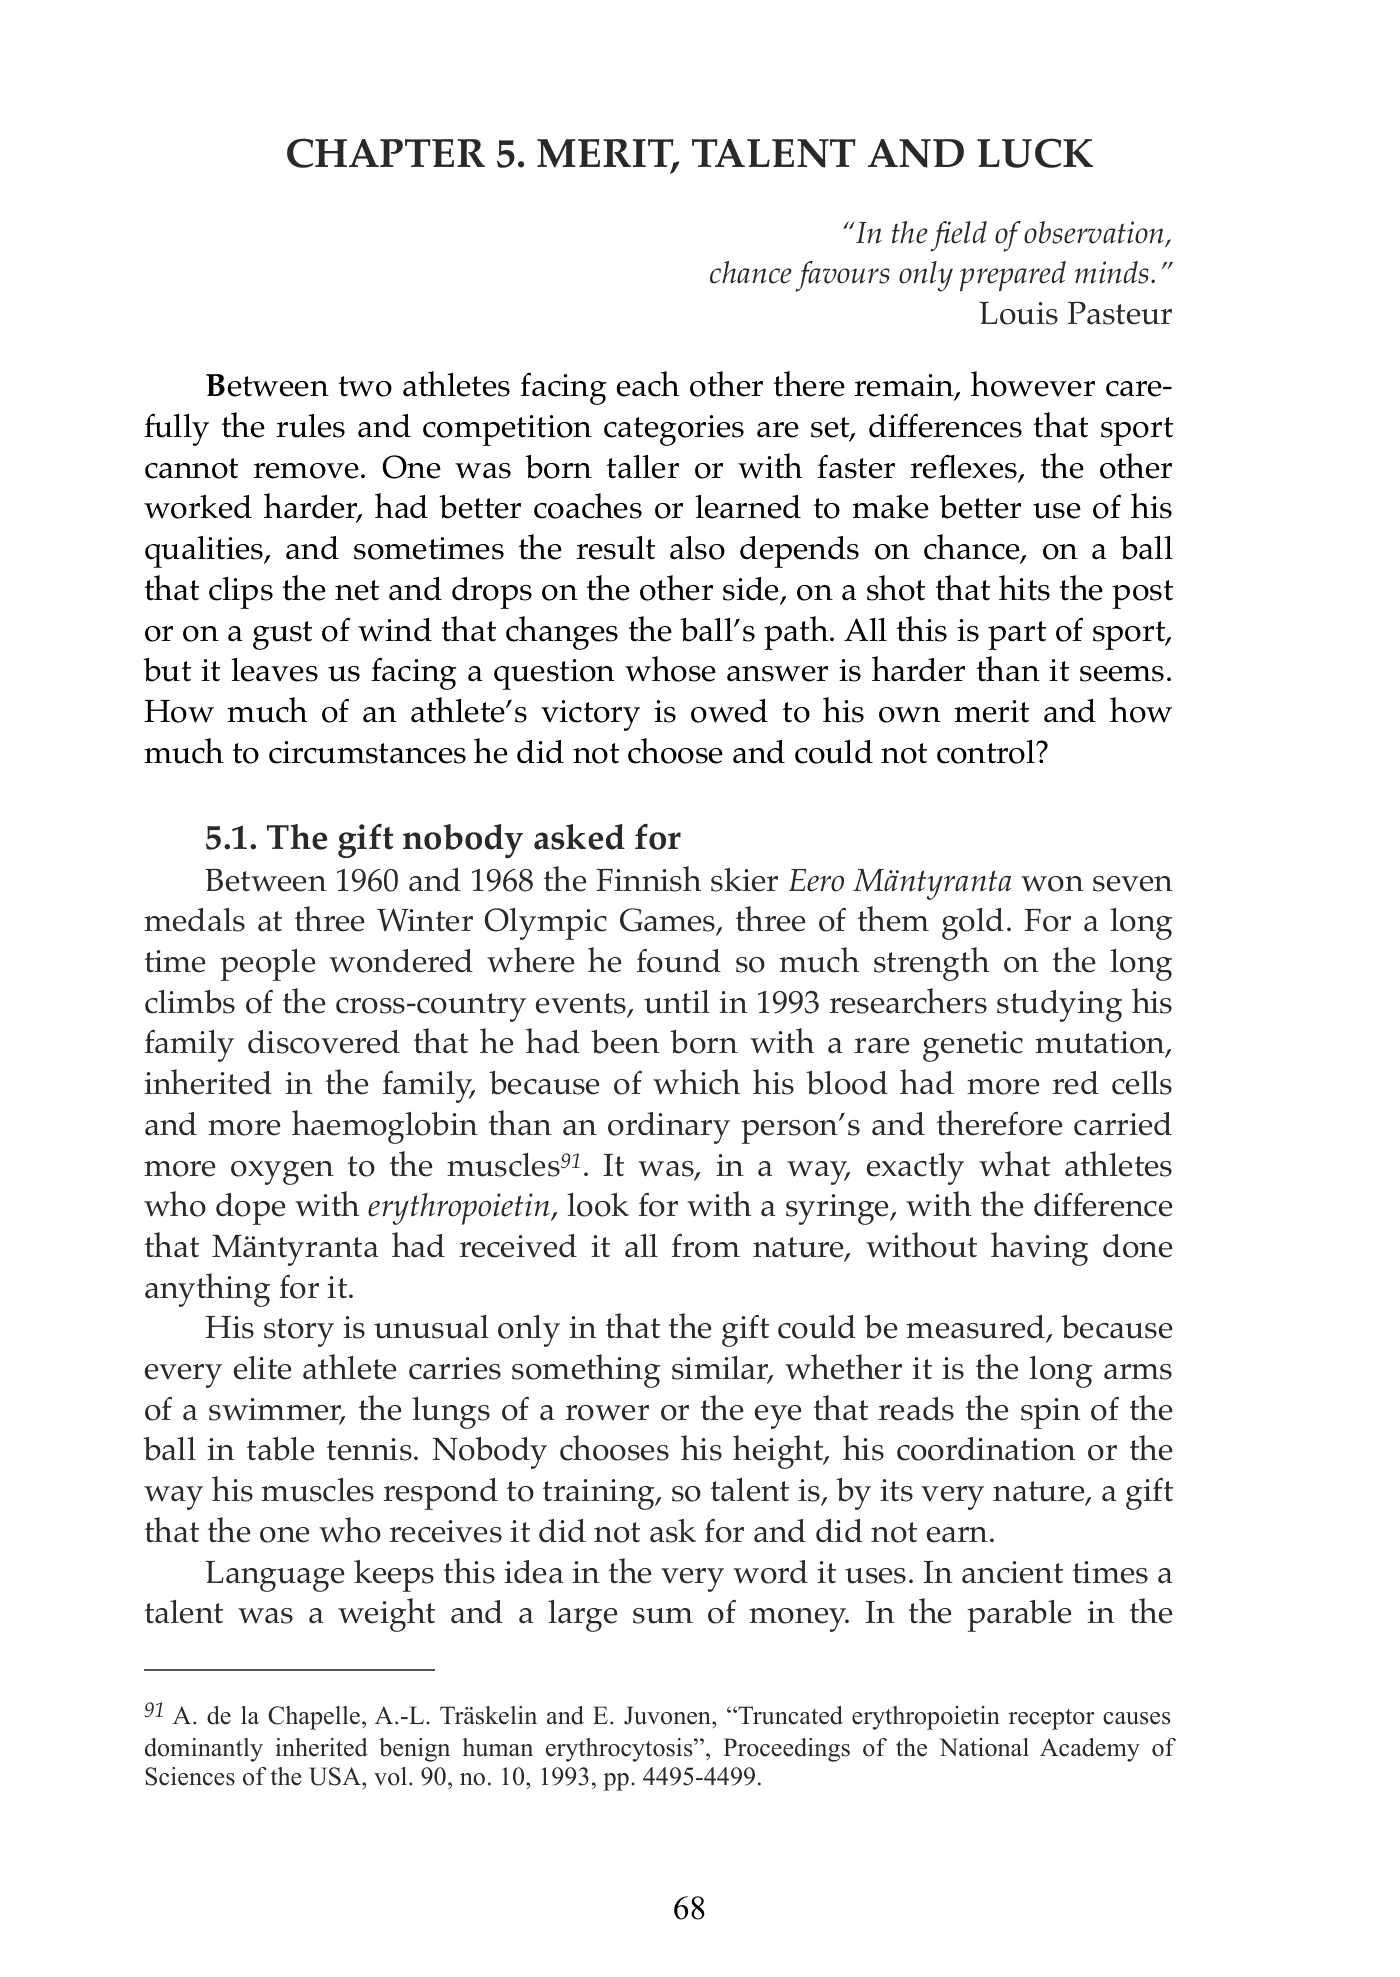 CHAPTER 5. MERIT, TALENT AND LUCK
“In the field of observation,
chance favours only prepared minds.”
Louis Pasteur
Between two athletes facing each other there remain, however care-
fully the rules and competition categories are set, differences that sport
cannot remove. One was born taller or with faster reflexes, the other
worked harder, had better coaches or learned to make better use of his
qualities, and sometimes the result also depends on chance, on a ball
that clips the net and drops on the other side, on a shot that hits the post
or on a gust of wind that changes the ball’s path. All this is part of sport,
but it leaves us facing a question whose answer is harder than it seems.
How much of an athlete’s victory is owed to his own merit and how
much to circumstances he did not choose and could not control?
5.1. The gift nobody asked for
Between 1960 and 1968 the Finnish skier Eero Mäntyranta won seven
medals at three Winter Olympic Games, three of them gold. For a long
time people wondered where he found so much strength on the long
climbs of the cross-country events, until in 1993 researchers studying his
family discovered that he had been born with a rare genetic mutation,
inherited in the family, because of which his blood had more red cells
and more haemoglobin than an ordinary person’s and therefore carried
more oxygen to the muscles91. It was, in a way, exactly what athletes
who dope with erythropoietin, look for with a syringe, with the difference
that Mäntyranta had received it all from nature, without having done
anything for it.
His story is unusual only in that the gift could be measured, because
every elite athlete carries something similar, whether it is the long arms
of a swimmer, the lungs of a rower or the eye that reads the spin of the
ball in table tennis. Nobody chooses his height, his coordination or the
way his muscles respond to training, so talent is, by its very nature, a gift
that the one who receives it did not ask for and did not earn.
Language keeps this idea in the very word it uses. In ancient times a
talent was a weight and a large sum of money. In the parable in the
91 A. de la Chapelle, A.-L. Träskelin and E. Juvonen, “Truncated erythropoietin receptor causes
dominantly inherited benign human erythrocytosis”, Proceedings of the National Academy of
Sciences of the USA, vol. 90, no. 10, 1993, pp. 4495-4499.
68